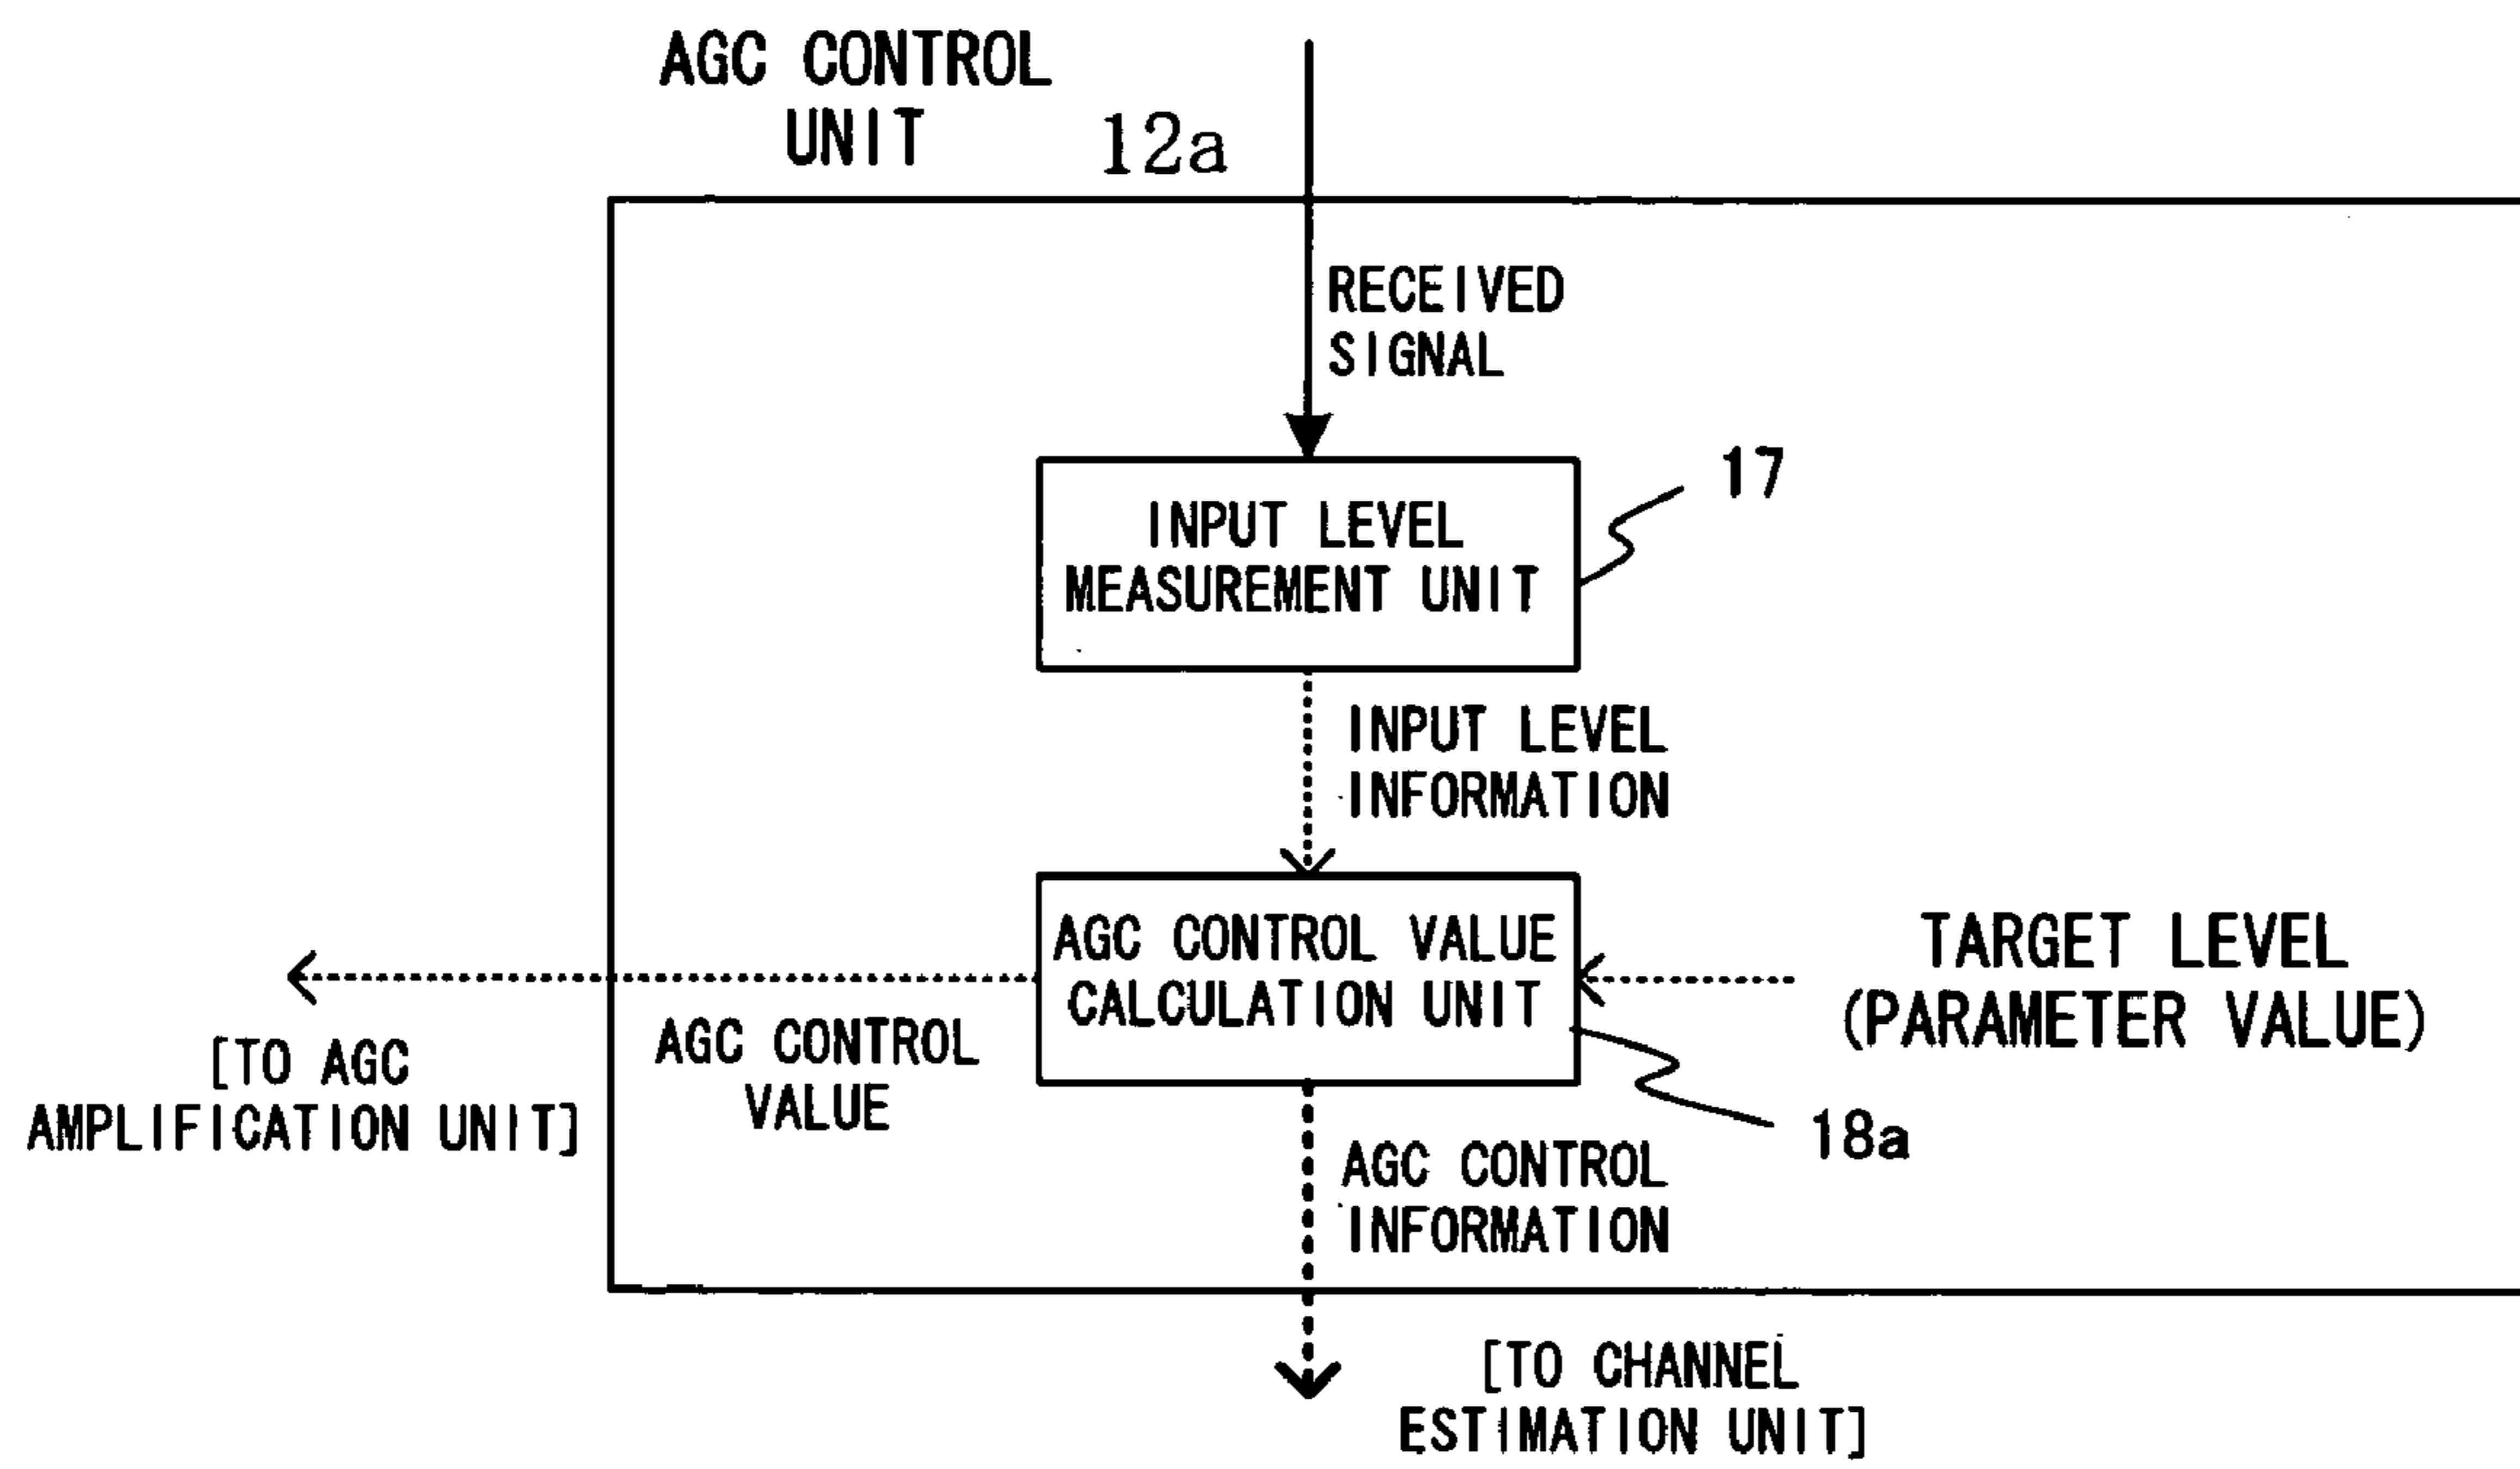 AGC CONTROL
UNIT
12a
RECEIVED
SIGNAL
17
INPUT LEVEL
MEASUREMENT UNIT
INPUT LEVEL
INFORMATION
AGC CONTROL VALUE
CALCULATION UNIT
TARGET LEVEL
(PARAMETER VALUE)
AGC CONTROL
VALUE
[TO AGC
AMPLIFICATION UNIT]
18a
AGC CONTROL
INFORMATION
[TO CHANNEL
ESTIMATION UNIT]